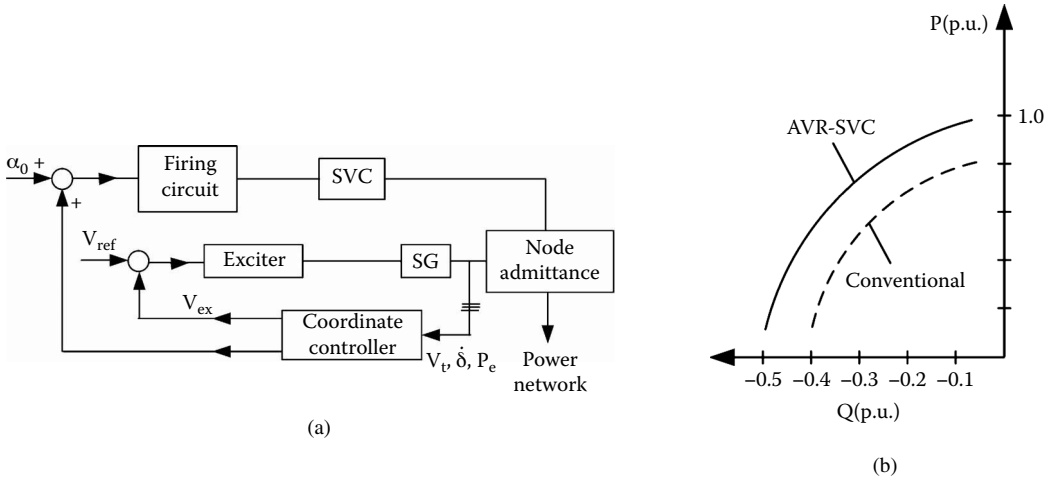 α0 +
+
Firing
circuit
SVC
Vref
Exciter
SG
Node
admittance
Vex
Coordinate
controller
Vt, δ̇, Pe
Power
network
(a)
P(p.u.)
1.0
AVR-SVC
Conventional
−0.5 −0.4 −0.3 −0.2 −0.1
Q(p.u.)
(b)